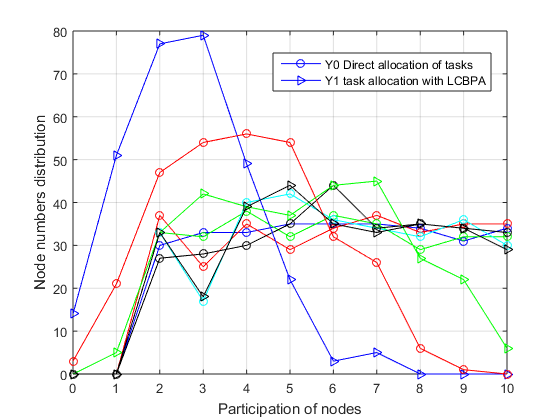 80
70
60
50
40
30
20
10
0
Node numbers distribution
Y0 Direct allocation of tasks
Y1 task allocation with LCBPA
0 1 2 3 4 5 6 7 8 9 10
Participation of nodes